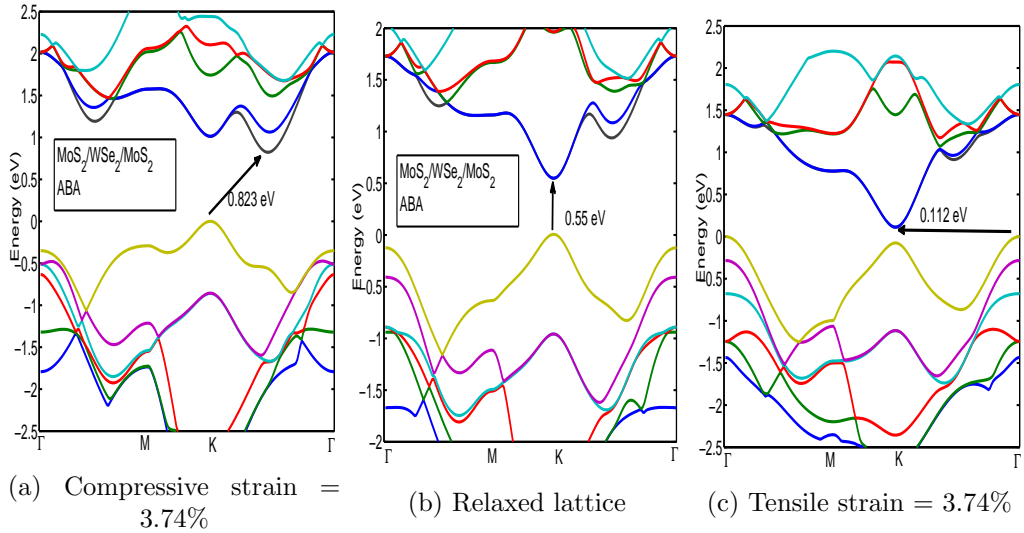 2.5
2
1.5
1
0.5
0
−0.5
−1
−1.5
−2
−2.5
Energy (eV)
MoS2/WSe2/MoS2
ABA
0.823 eV
Γ M K Γ
(a) Compressive strain =
3.74%
2
1.5
1
0.5
0
−0.5
−1
−1.5
−2
Energy (eV)
MoS2/WSe2/MoS2
ABA
0.55 eV
Γ M K Γ
(b) Relaxed lattice
2.5
2
1.5
1
0.5
0
−0.5
−1
−1.5
−2
−2.5
Energy (eV)
0.112 eV
Γ M K Γ
(c) Tensile strain = 3.74%